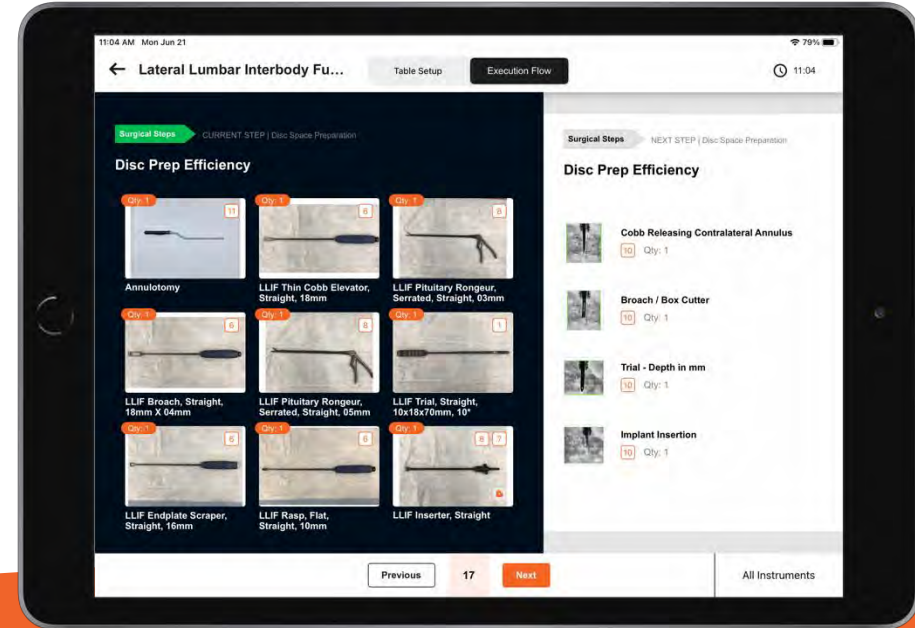 11:04 AM Mon Jun 21
79%
← Lateral Lumbar Interbody Fu...
Table Setup
Execution Flow
11:04
Surgical Steps
CURRENT STEP | Disc Space Preparation
Disc Prep Efficiency
Qty: 1
11
Annulotomy
Qty: 1
6
LLIF Thin Cobb Elevator,
Straight, 18mm
Qty: 1
8
LLIF Pituitary Rongeur,
Serrated, Straight, 03mm
Qty: 1
6
LLIF Broach, Straight,
18mm X 04mm
Qty: 1
8
LLIF Pituitary Rongeur,
Serrated, Straight, 05mm
Qty: 1
1
LLIF Trial, Straight,
10x18x70mm, 10°
Qty: 1
6
LLIF Endplate Scraper,
Straight, 16mm
Qty: 1
6
LLIF Rasp, Flat,
Straight, 10mm
Qty: 1
8 7
LLIF Inserter, Straight
Surgical Steps
NEXT STEP | Disc Space Preparation
Disc Prep Efficiency
Cobb Releasing Contralateral Annulus
10 Qty: 1
Broach / Box Cutter
10 Qty: 1
Trial - Depth in mm
10 Qty: 1
Implant Insertion
10 Qty: 1
Previous
17
Next
All Instruments